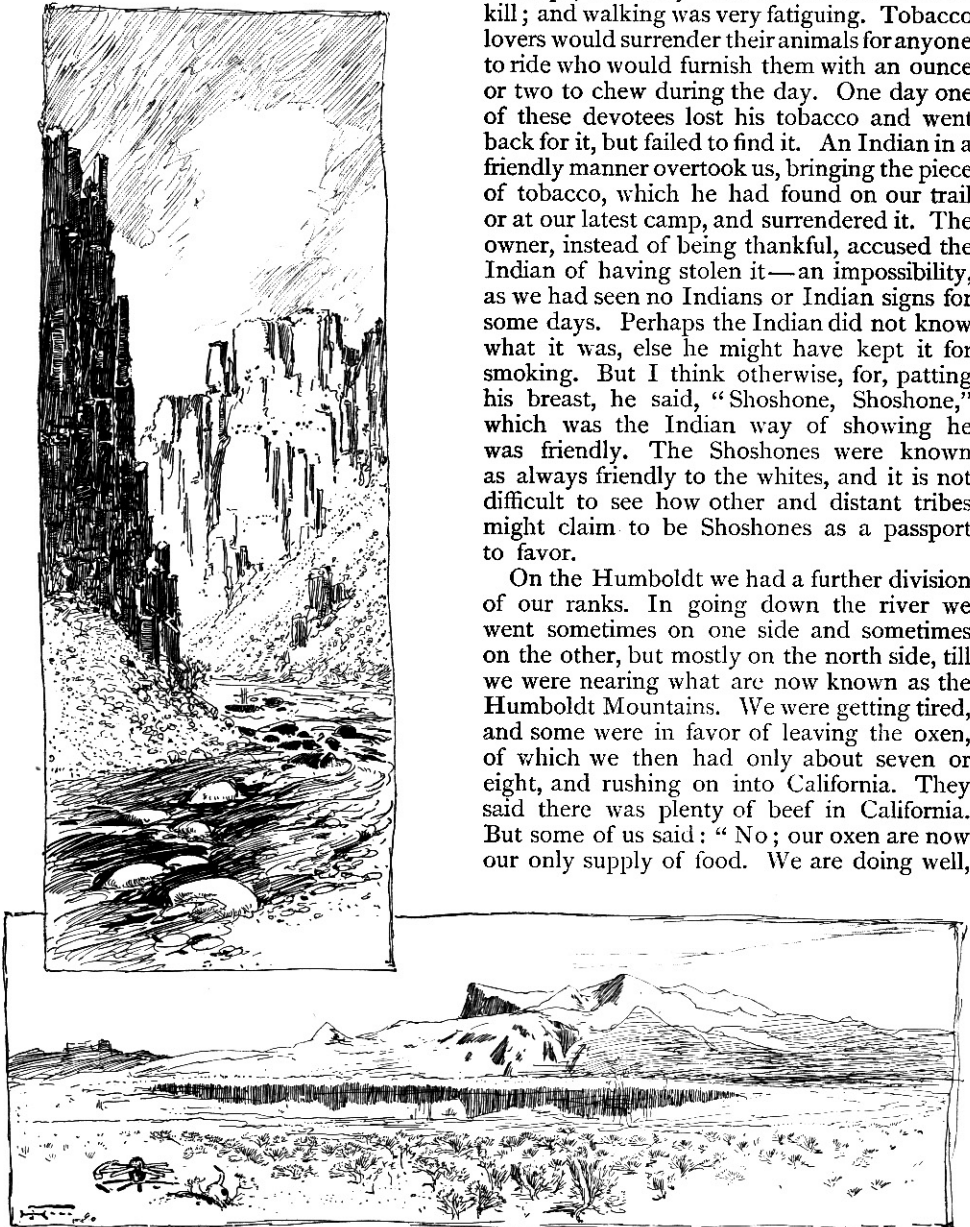 kill; and walking was very fatiguing. Tobacco
lovers would surrender their animals for anyone
to ride who would furnish them with an ounce
or two to chew during the day. One day one
of these devotees lost his tobacco and went
back for it, but failed to find it. An Indian in a
friendly manner overtook us, bringing the piece
of tobacco, which he had found on our trail
or at our latest camp, and surrendered it. The
owner, instead of being thankful, accused the
Indian of having stolen it—an impossibility,
as we had seen no Indians or Indian signs for
some days. Perhaps the Indian did not know
what it was, else he might have kept it for
smoking. But I think otherwise, for, patting
his breast, he said, “Shoshone, Shoshone,”
which was the Indian way of showing he
was friendly. The Shoshones were known
as always friendly to the whites, and it is not
difficult to see how other and distant tribes
might claim to be Shoshones as a passport
to favor.
On the Humboldt we had a further division
of our ranks. In going down the river we
went sometimes on one side and sometimes
on the other, but mostly on the north side, till
we were nearing what are now known as the
Humboldt Mountains. We were getting tired,
and some were in favor of leaving the oxen,
of which we then had only about seven or
eight, and rushing on into California. They
said there was plenty of beef in California.
But some of us said: “No; our oxen are now
our only supply of food. We are doing well,